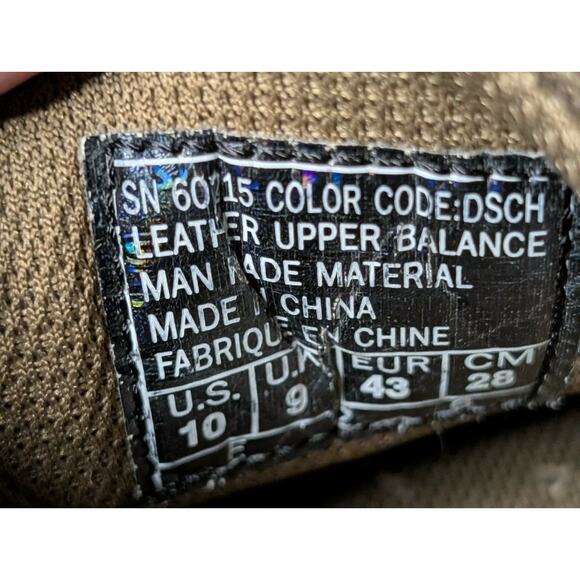 SN 60 15 COLOR CODE:DSCH
LEATHER UPPER BALANCE
MAN MADE MATERIAL
MADE IN CHINA
FABRIQUE EN CHINE
U.S. U.K EUR CM
10 9 43 28